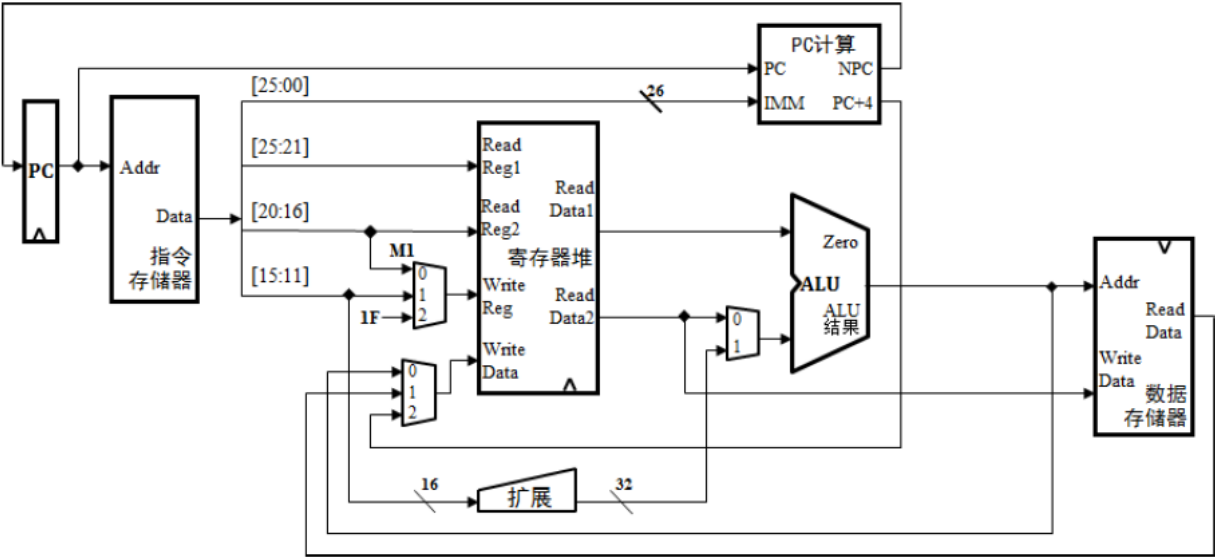 PC计算
PC NPC
IMM PC+4
[25:00]
26
[25:21]
[20:16]
[15:11]
PC
Addr
Data
指令
存储器
M1
0
1
2
1F
Read
Reg1
Read
Data1
Read
Reg2
寄存器堆
Write
Reg
Read
Data2
Write
Data
0
1
2
0
1
Zero
ALU
ALU
结果
Addr
Read
Data
Write
Data
数据
存储器
16
扩展
32